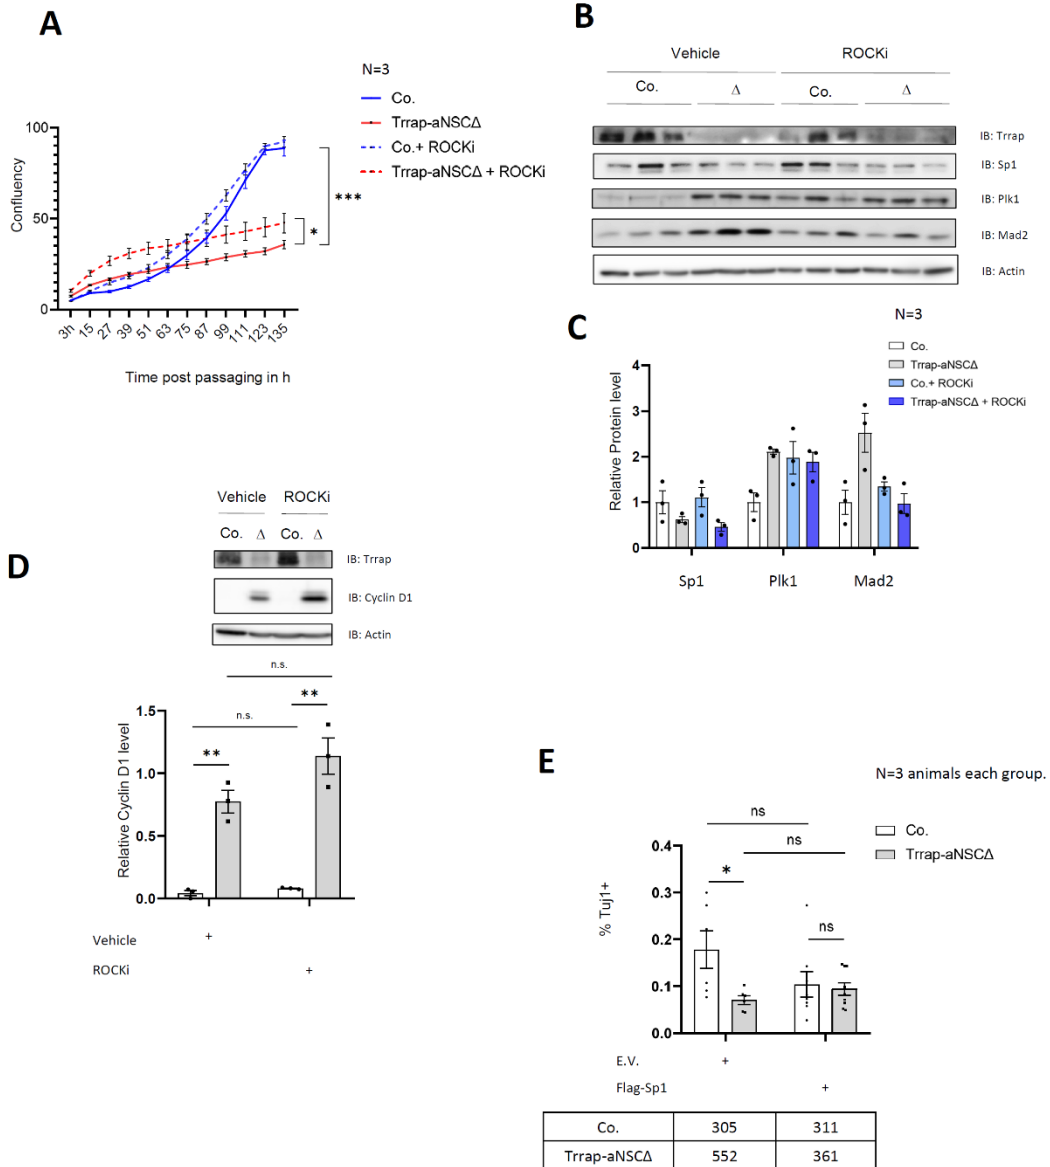 A
N=3
Co.
Trrap-aNSCΔ
Co.+ ROCKi
Trrap-aNSCΔ + ROCKi
100
50
0
Confluency
***
*
3h 15 27 39 51 63 75 87 99 111 123 135
Time post passaging in h
B
Vehicle ROCKi
Co. Δ Co. Δ
IB: Trrap
IB: Sp1
IB: Plk1
IB: Mad2
IB: Actin
C
N=3
Co.
Trrap-aNSCΔ
Co.+ ROCKi
Trrap-aNSCΔ + ROCKi
Relative Protein level
4
3
2
1
0
Sp1 Plk1 Mad2
D
Vehicle ROCKi
Co. Δ Co. Δ
IB: Trrap
IB: Cyclin D1
IB: Actin
n.s.
**
n.s.
**
Relative Cyclin D1 level
1.5
1.0
0.5
0.0
Vehicle +
ROCKi +
E
N=3 animals each group.
Co.
Trrap-aNSCΔ
ns
ns
*
ns
% Tuj1+
0.4
0.3
0.2
0.1
0.0
E.V. +
Flag-Sp1 +
Co. 305 311
Trrap-aNSCΔ 552 361